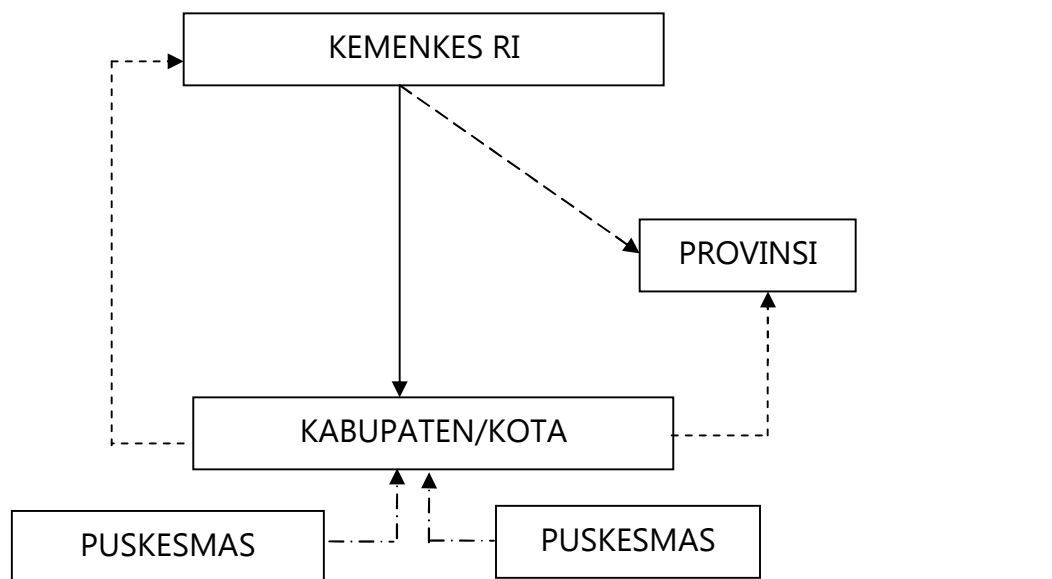 KEMENKES RI
PROVINSI
KABUPATEN/KOTA
PUSKESMAS
PUSKESMAS